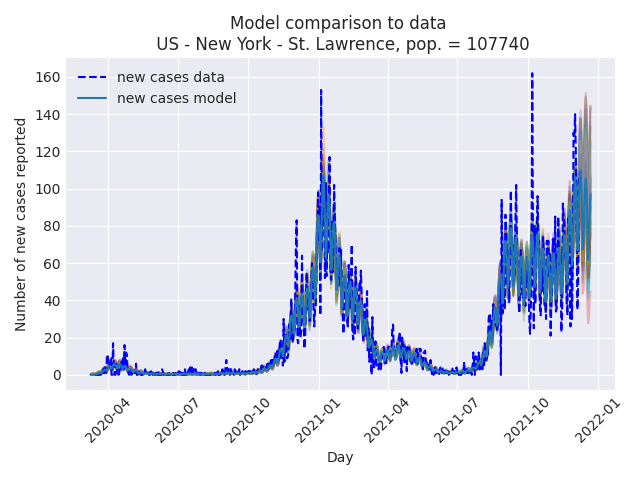 Model comparison to data
US - New York - St. Lawrence, pop. = 107740
new cases data
new cases model
Number of new cases reported
160
140
120
100
80
60
40
20
0
2020-04
2020-07
2020-10
2021-01
2021-04
2021-07
2021-10
2022-01
Day